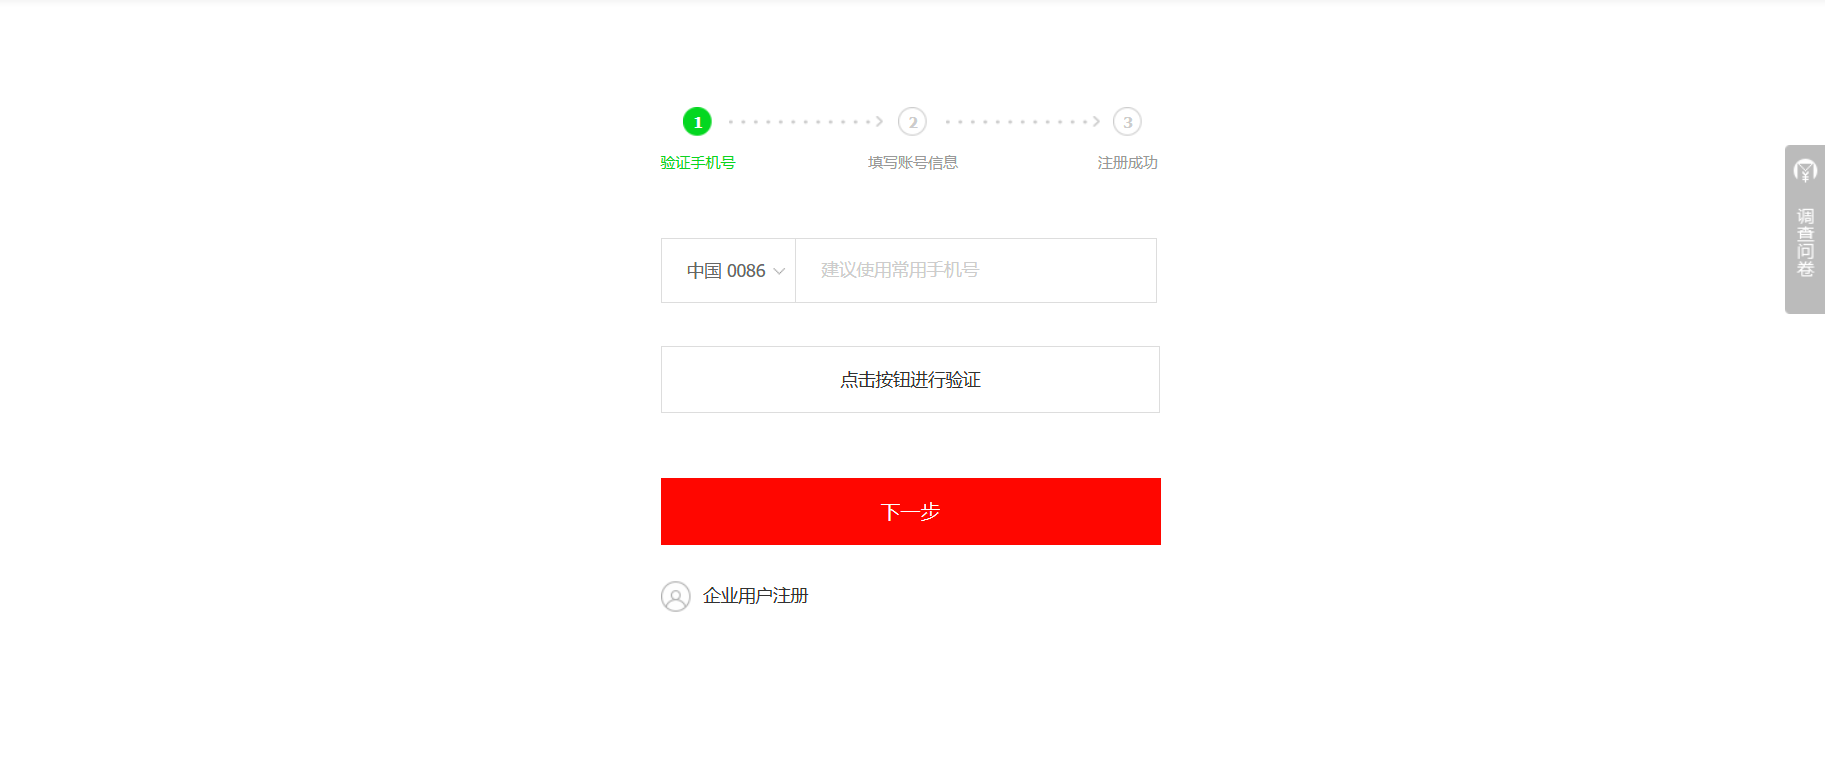 1
2
3
验证手机号
填写账号信息
注册成功
中国 0086
建议使用常用手机号
点击按钮进行验证
下一步
企业用户注册
调查问卷